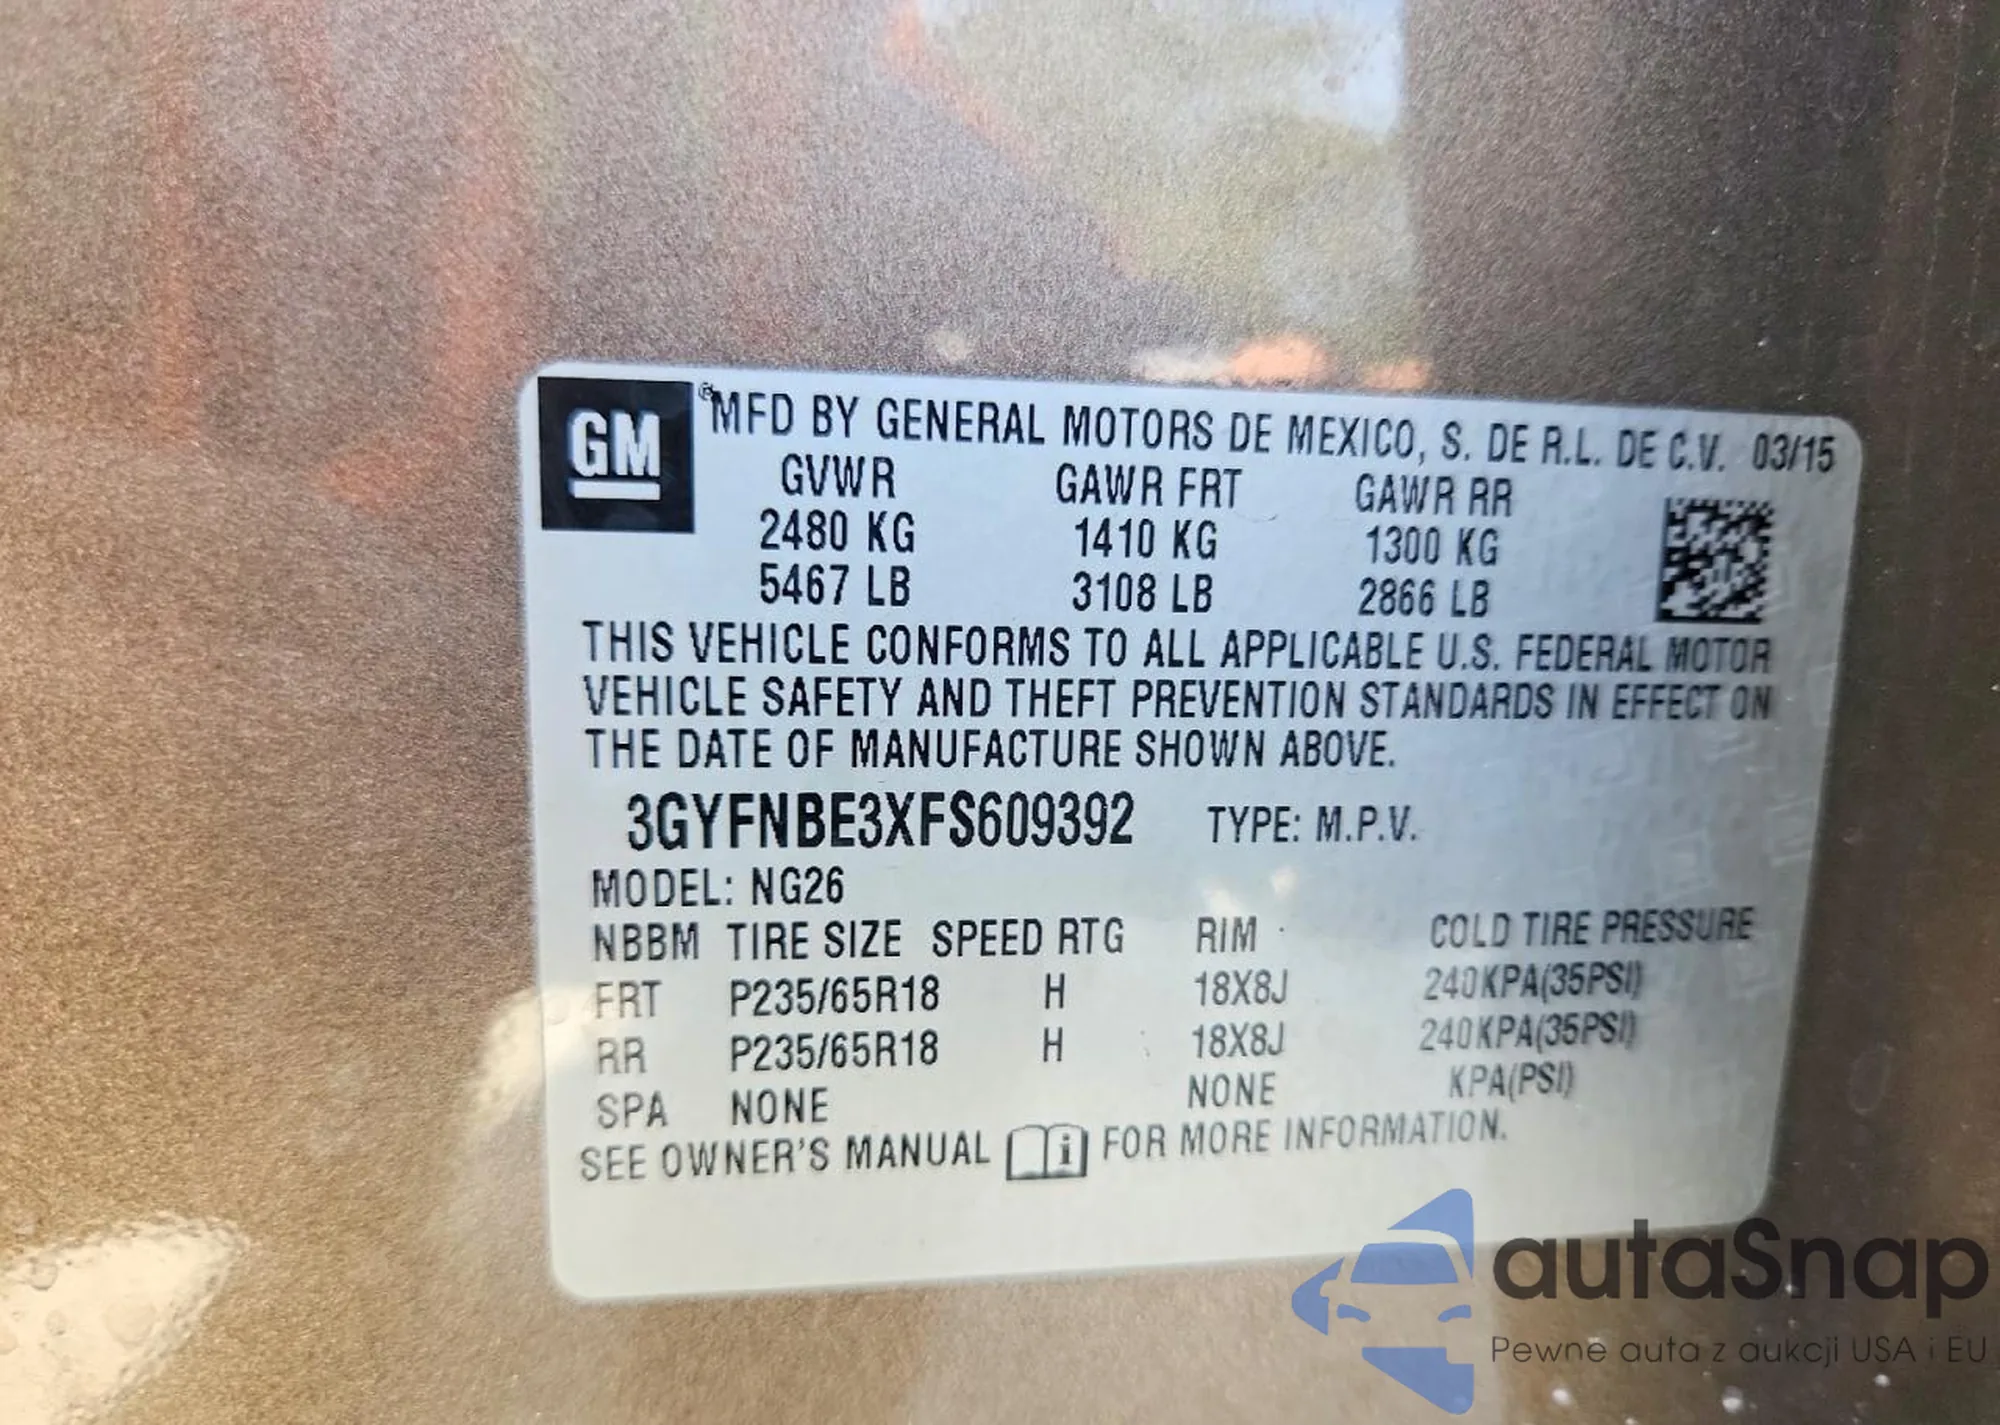 GM
® MFD BY GENERAL MOTORS DE MEXICO, S. DE R.L. DE C.V. 03/15
GVWR GAWR FRT GAWR RR
2480 KG 1410 KG 1300 KG
5467 LB 3108 LB 2866 LB
THIS VEHICLE CONFORMS TO ALL APPLICABLE U.S. FEDERAL MOTOR
VEHICLE SAFETY AND THEFT PREVENTION STANDARDS IN EFFECT ON
THE DATE OF MANUFACTURE SHOWN ABOVE.
3GYFNBE3XFS609392 TYPE: M.P.V.
MODEL: NG26
NBBM TIRE SIZE SPEED RTG RIM COLD TIRE PRESSURE
FRT P235/65R18 H 18X8J 240KPA(35PSI)
RR P235/65R18 H 18X8J 240KPA(35PSI)
SPA NONE NONE KPA(PSI)
SEE OWNER'S MANUAL i FOR MORE INFORMATION.
autaSnap
Pewne auta z aukcji USA i EU